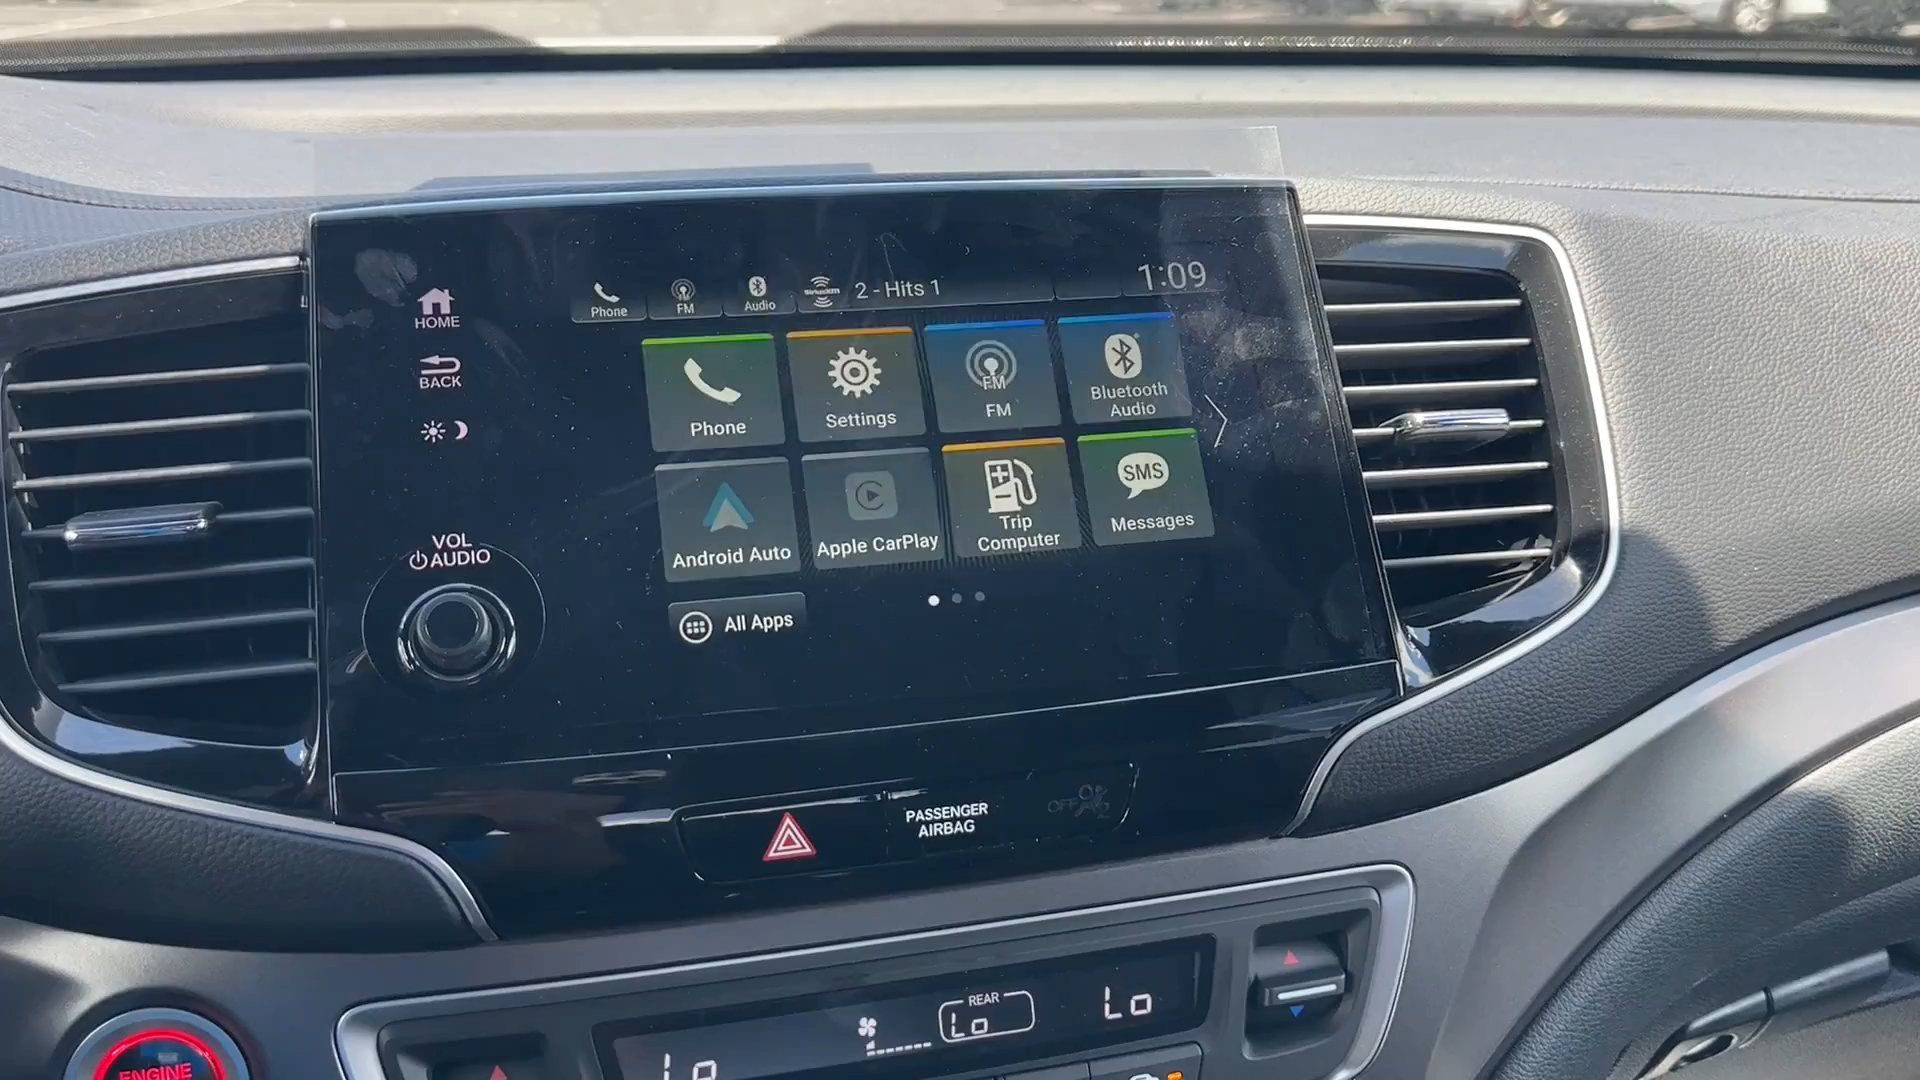 HOME
BACK
VOL
AUDIO
Phone
FM
Audio
SiriusXM
2 - Hits 1
1:09
Phone
Settings
FM
FM
Bluetooth
Audio
Android Auto
Apple CarPlay
Trip
Computer
SMS
Messages
All Apps
PASSENGER
AIRBAG
OFF
REAR
Lo
Lo
Lo
ENGINE